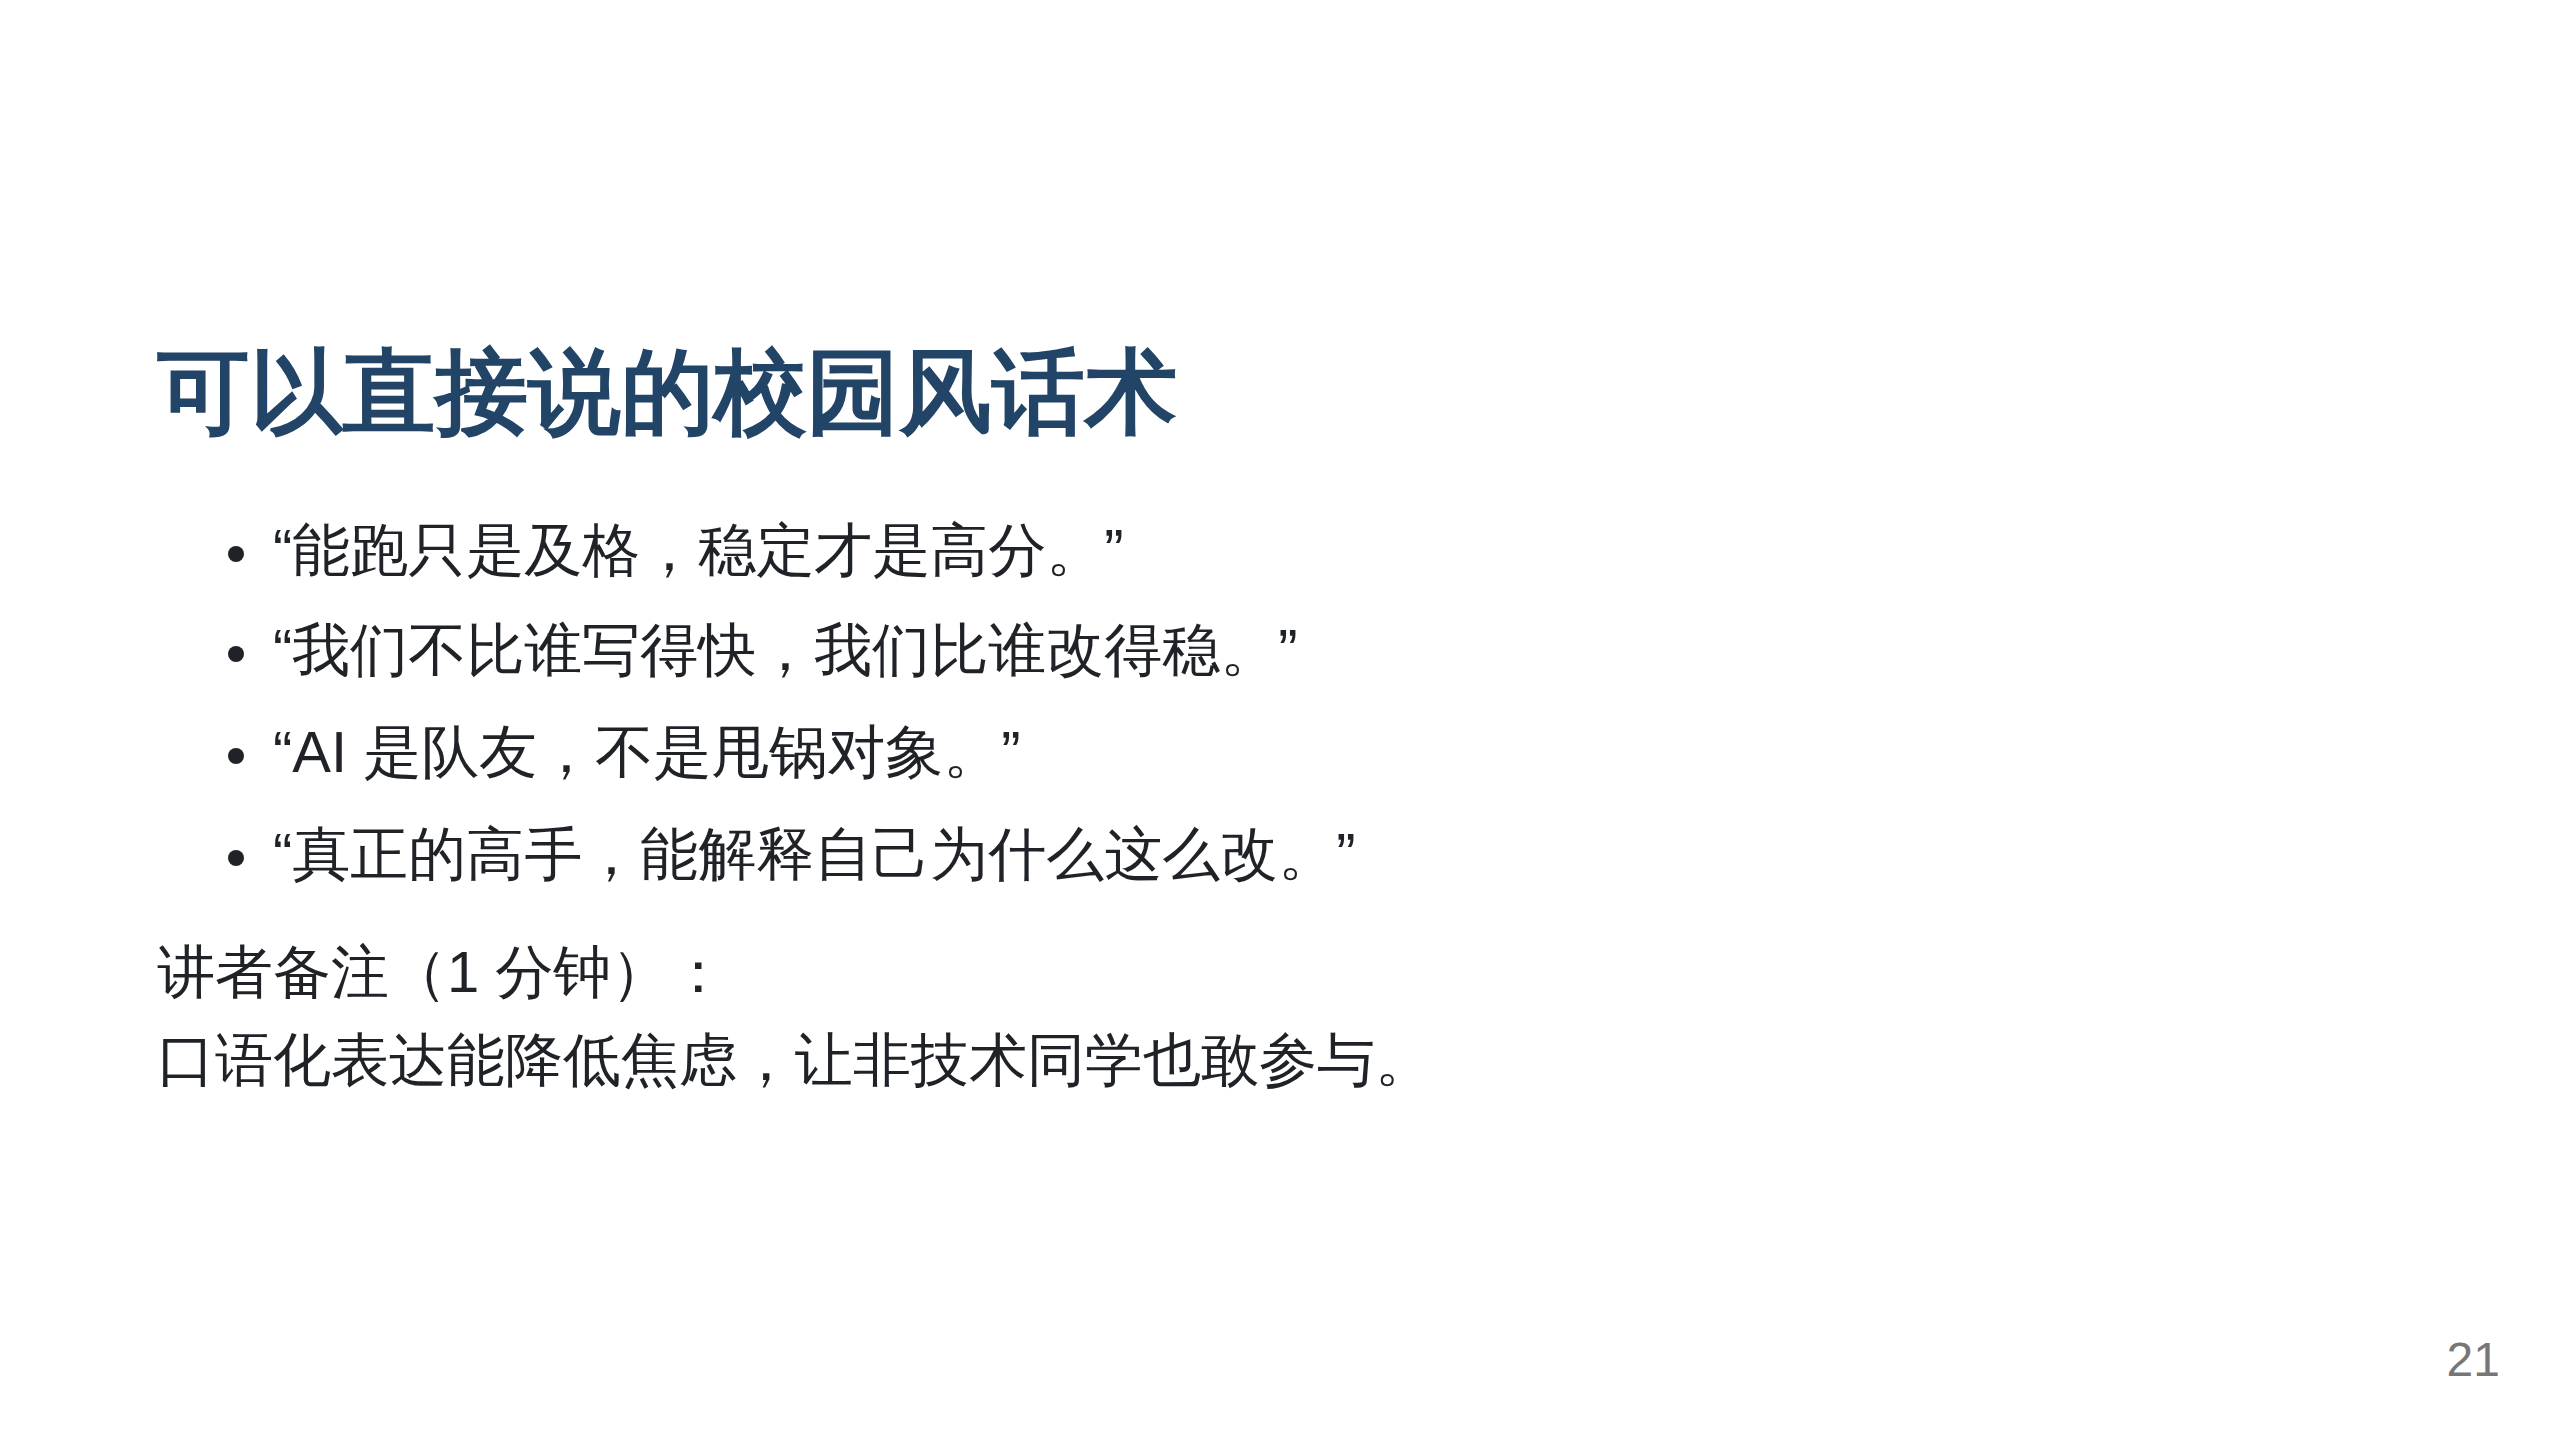 可以直接说的校园风话术
• “能跑只是及格，稳定才是高分。”
• “我们不比谁写得快，我们比谁改得稳。”
• “AI 是队友，不是甩锅对象。”
• “真正的高手，能解释自己为什么这么改。”
讲者备注（1 分钟）：
口语化表达能降低焦虑，让非技术同学也敢参与。
21